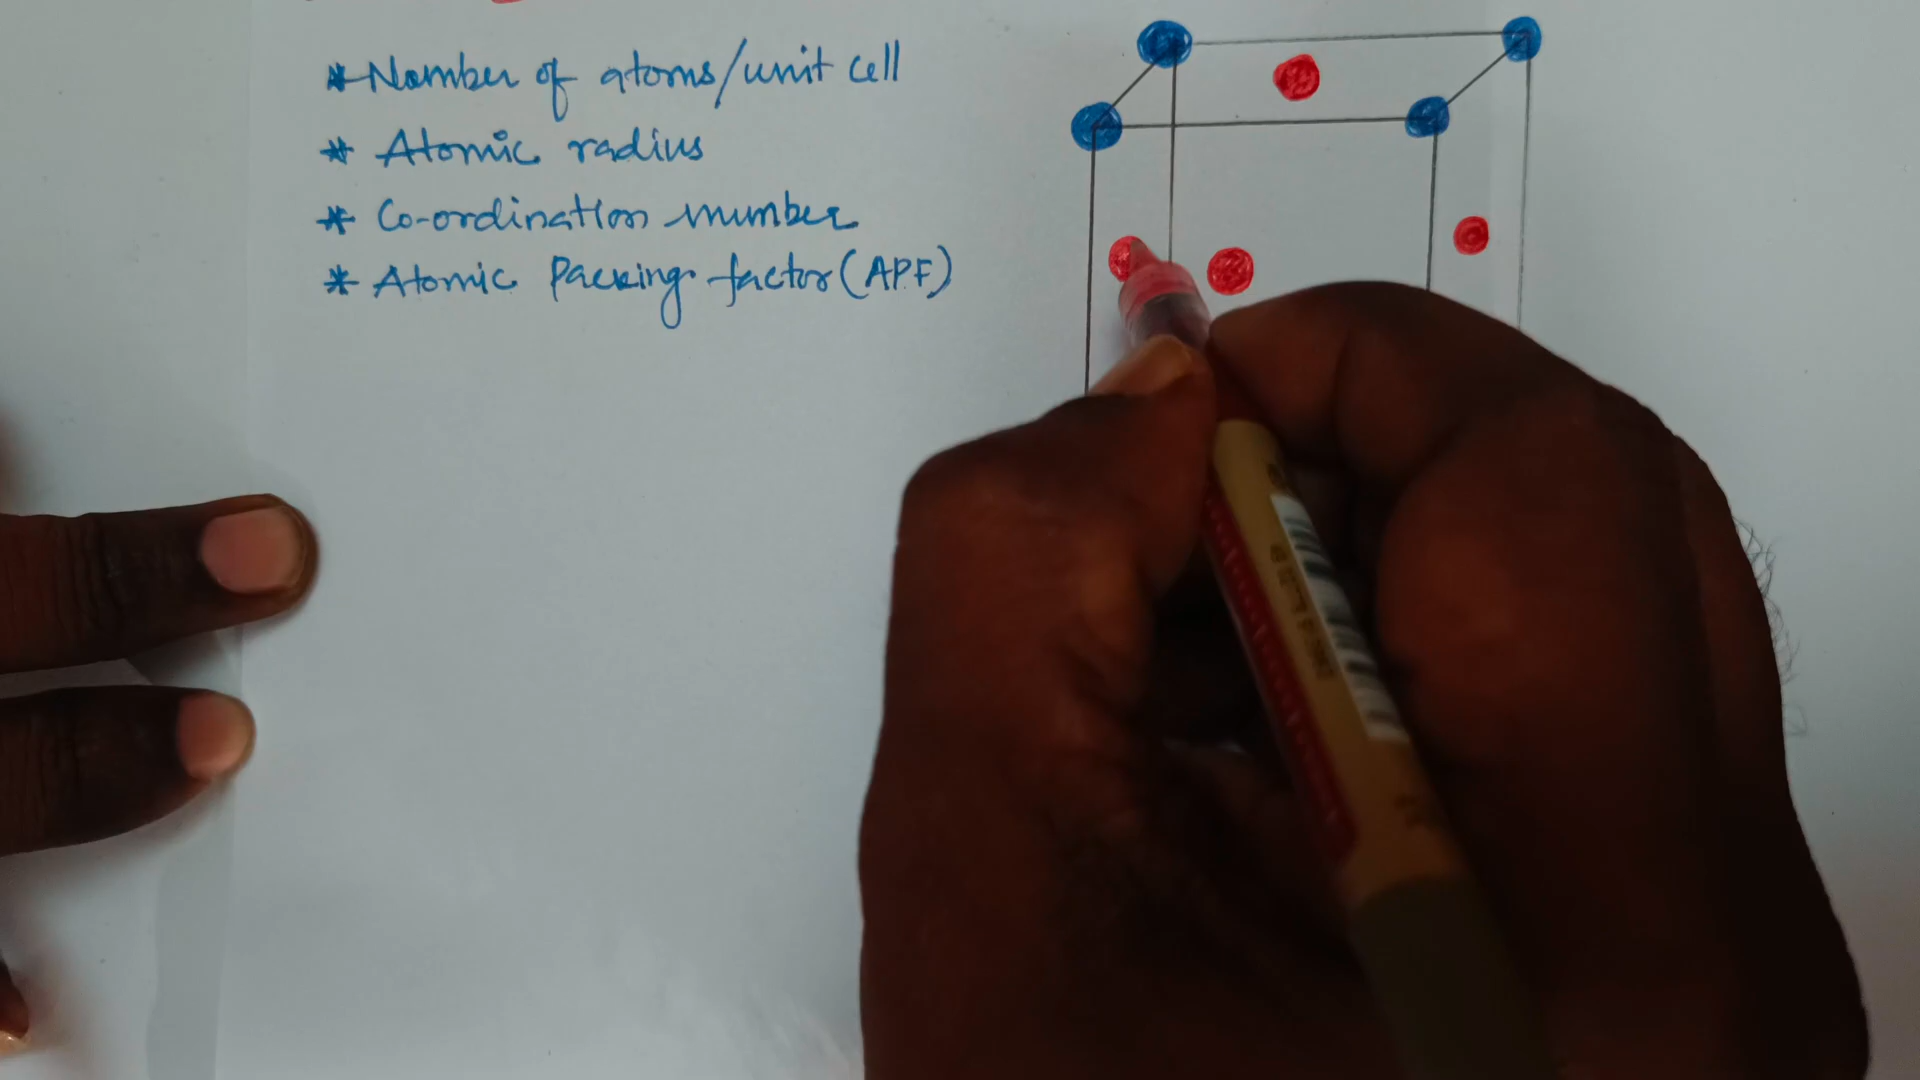 * Number of atoms/unit cell
* Atomic radius
* Co-ordination number
* Atomic Packing factor (APF)